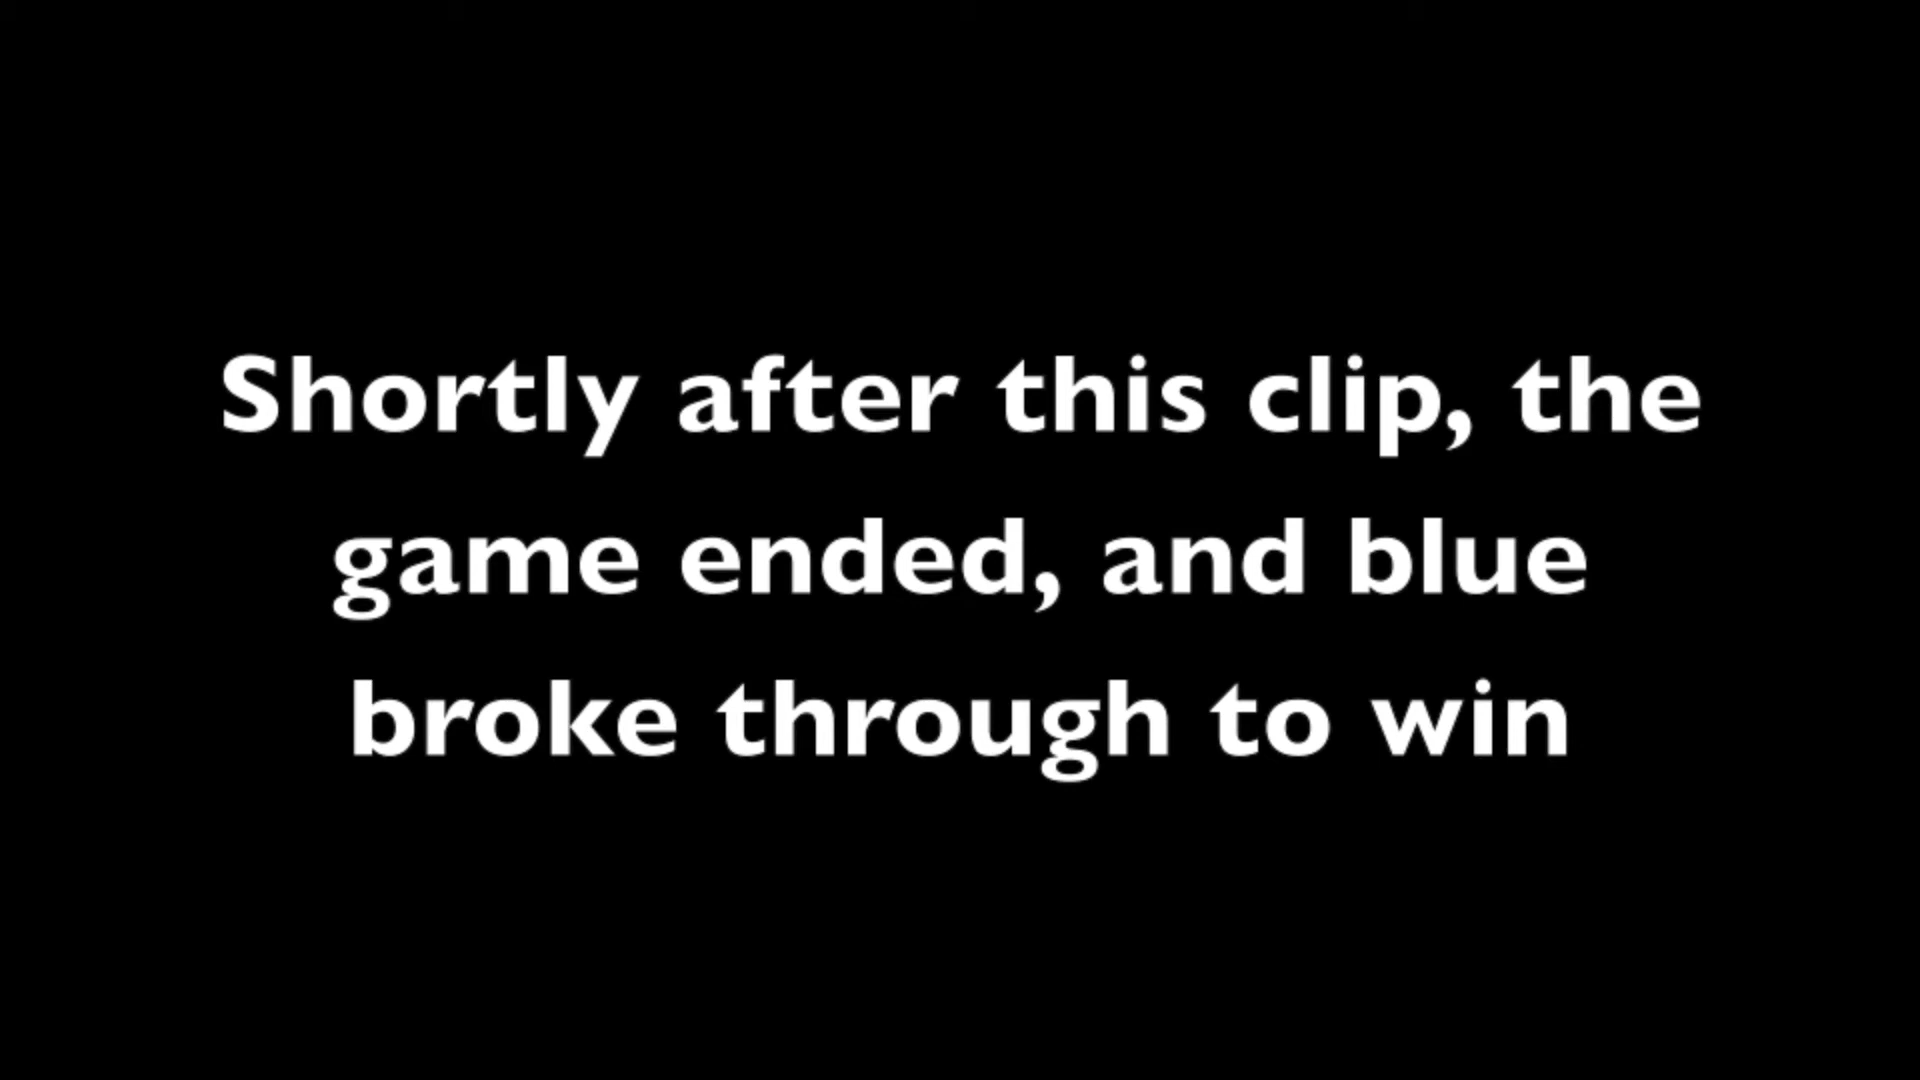 Shortly after this clip, the
game ended, and blue
broke through to win